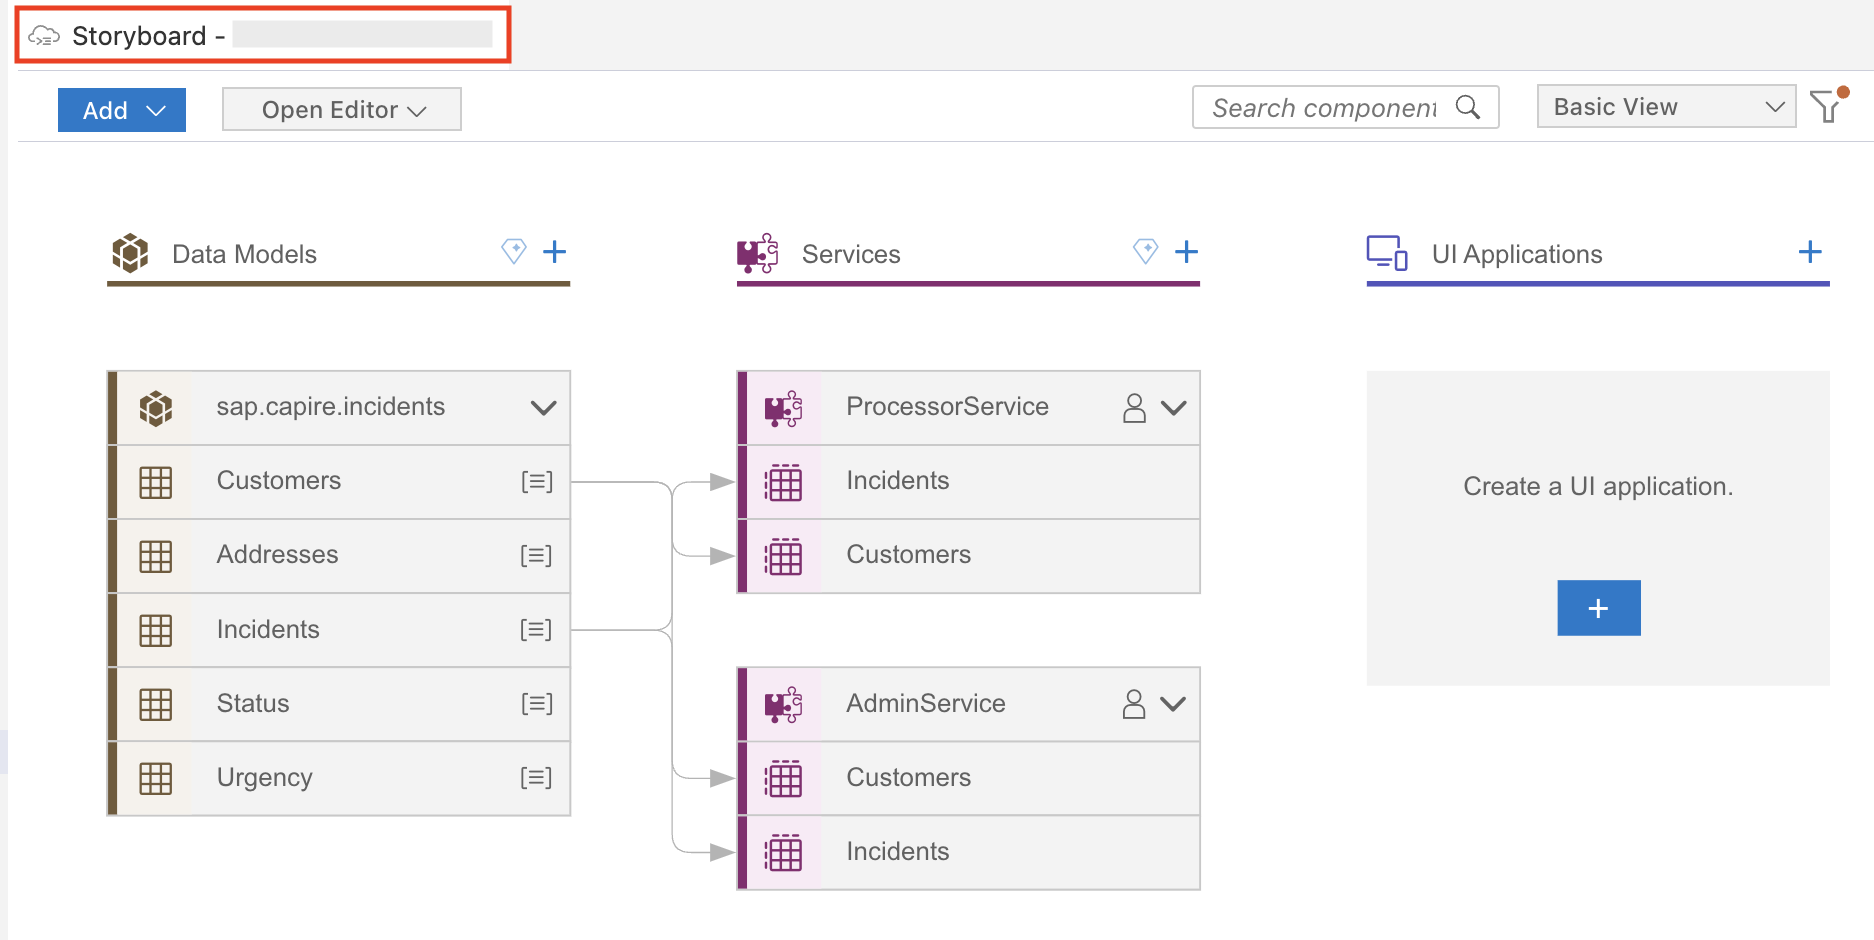 Storyboard -
Add
Open Editor
Search component
Basic View
Data Models
Services
UI Applications
sap.capire.incidents
Customers
Addresses
Incidents
Status
Urgency
ProcessorService
Incidents
Customers
AdminService
Customers
Incidents
Create a UI application.